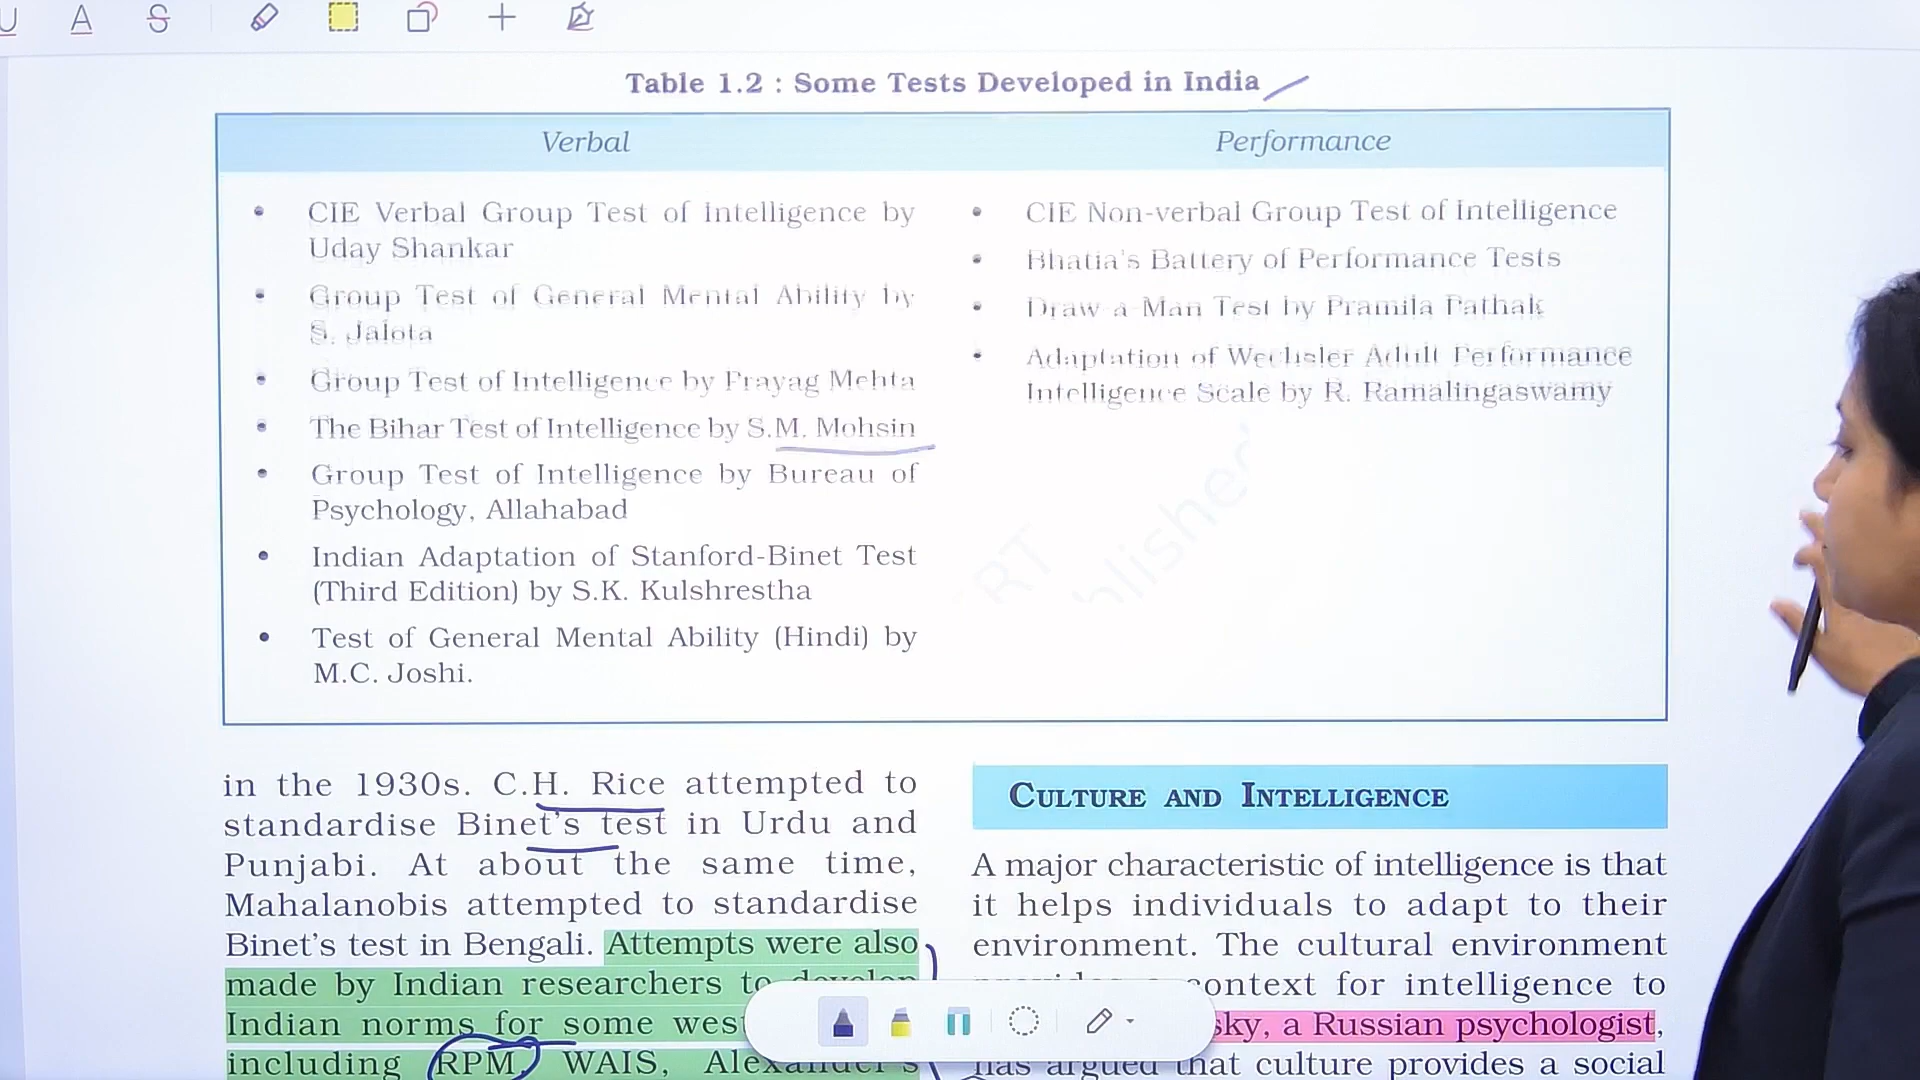 Table 1.2 : Some Tests Developed in India
Verbal
Performance
• CIE Verbal Group Test of Intelligence by
Uday Shankar
• Group Test of General Mental Ability by
S. Jalota
• Group Test of Intelligence by Prayag Mehta
• The Bihar Test of Intelligence by S.M. Mohsin
• Group Test of Intelligence by Bureau of
Psychology, Allahabad
• Indian Adaptation of Stanford-Binet Test
(Third Edition) by S.K. Kulshrestha
• Test of General Mental Ability (Hindi) by
M.C. Joshi.
• CIE Non-verbal Group Test of Intelligence
• Bhatia's Battery of Performance Tests
• Draw-a-Man Test by Pramila Pathak
• Adaptation of Wechsler Adult Performance
Intelligence Scale by R. Ramalingaswamy
in the 1930s. C.H. Rice attempted to
standardise Binet's test in Urdu and
Punjabi. At about the same time,
Mahalanobis attempted to standardise
Binet's test in Bengali. Attempts were also
made by Indian researchers to develop
Indian norms for some wes
including RPM, WAIS, Alexander's
CULTURE AND INTELLIGENCE
A major characteristic of intelligence is that
it helps individuals to adapt to their
environment. The cultural environment
provides a context for intelligence to
sky, a Russian psychologist,
has argued that culture provides a social